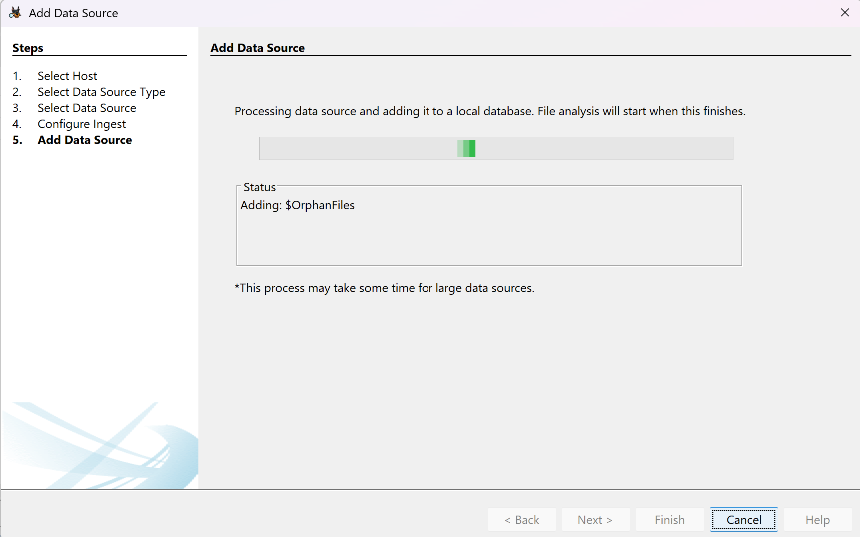 Add Data Source
Steps
1. Select Host
2. Select Data Source Type
3. Select Data Source
4. Configure Ingest
5. Add Data Source
Add Data Source
Processing data source and adding it to a local database. File analysis will start when this finishes.
Status
Adding: $OrphanFiles
*This process may take some time for large data sources.
< Back
Next >
Finish
Cancel
Help